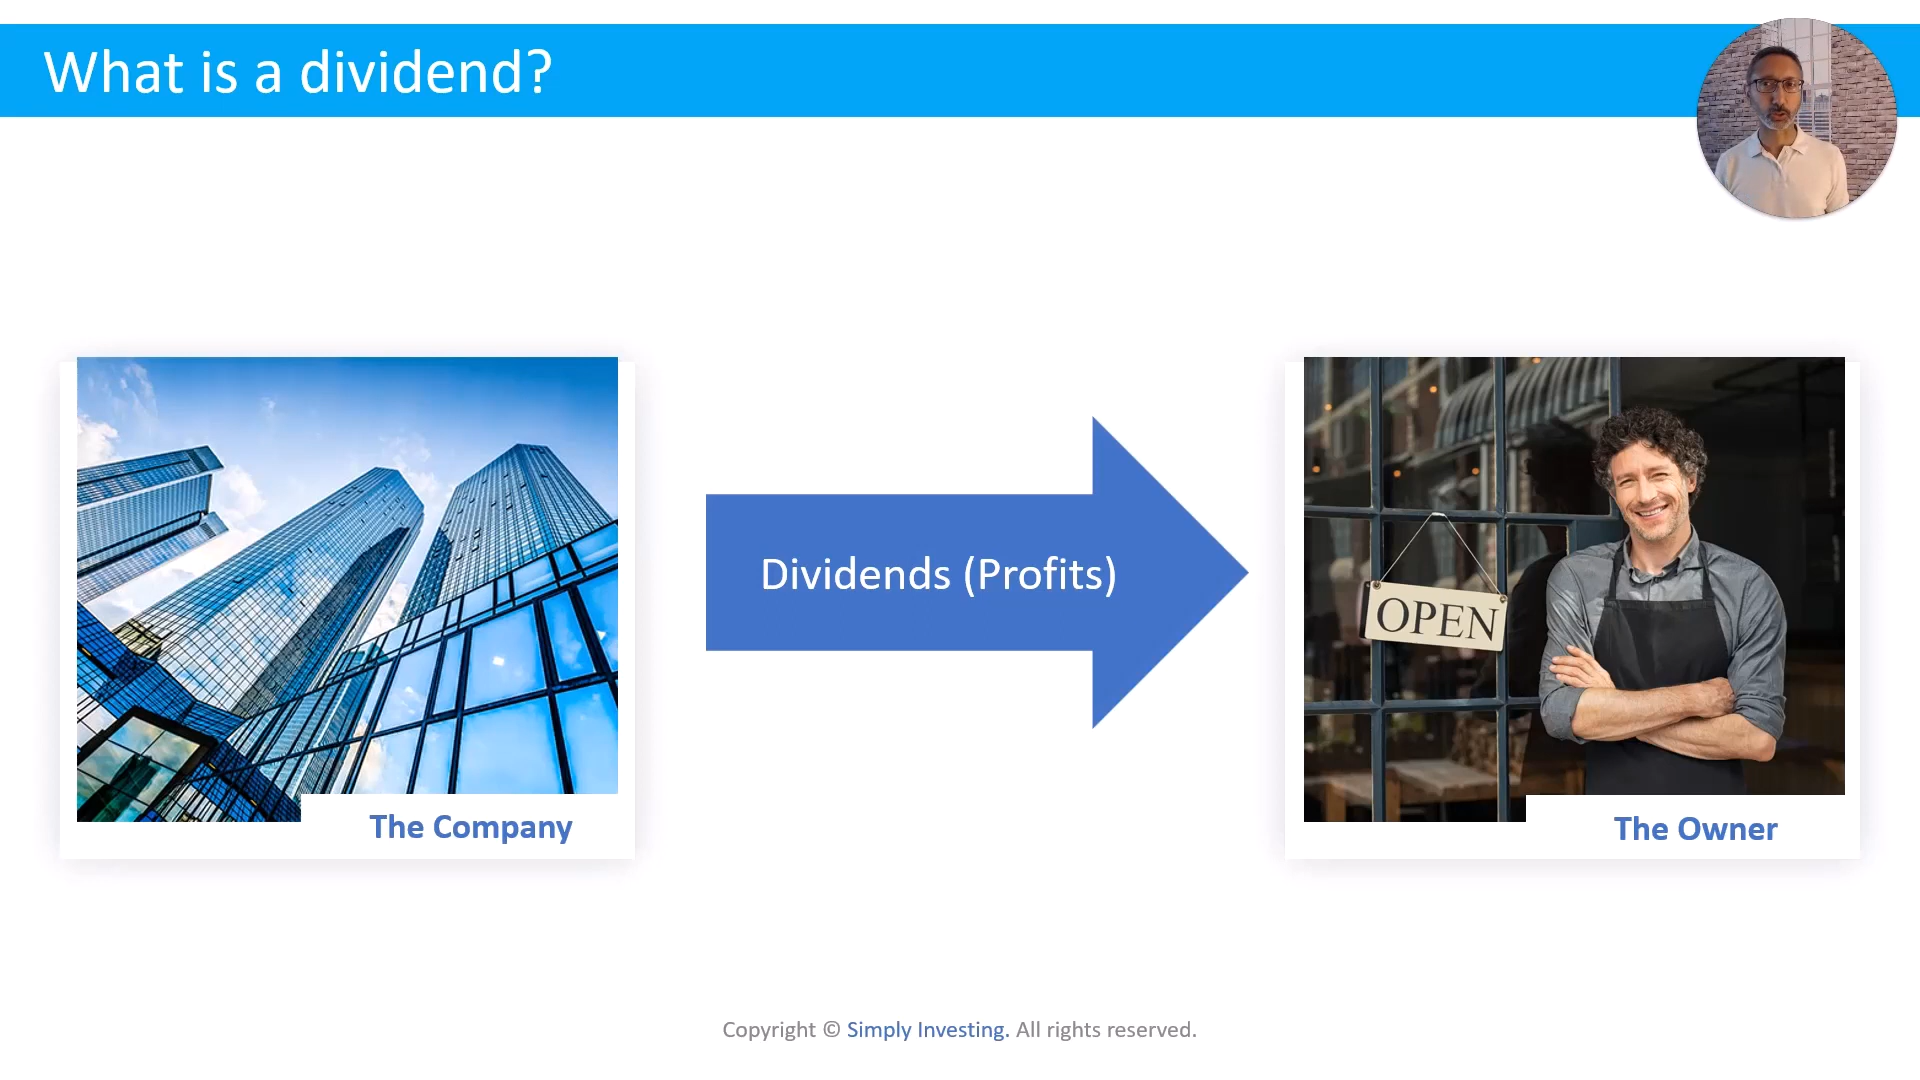 What is a dividend?
Dividends (Profits)
OPEN
The Company
The Owner
Copyright © Simply Investing. All rights reserved.